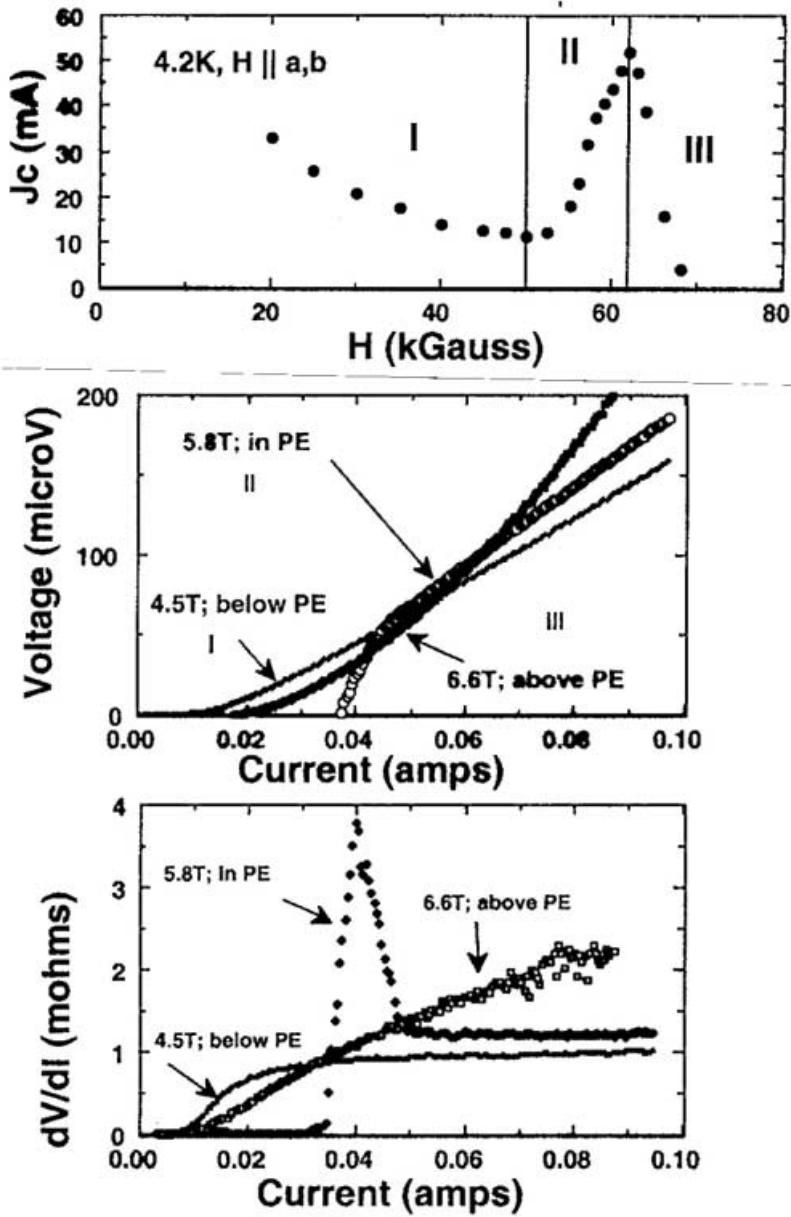 60
50
40
30
20
10
0
Jc (mA)
4.2K, H || a,b
I
II
III
0
20
40
60
80
H (kGauss)
200
100
0
Voltage (microV)
5.8T; in PE
II
4.5T; below PE
I
III
6.6T; above PE
0.00
0.02
0.04
0.06
0.08
0.10
Current (amps)
4
3
2
1
0
dV/dI (mohms)
5.8T; In PE
6.6T; above PE
4.5T; below PE
0.00
0.02
0.04
0.06
0.08
0.10
Current (amps)